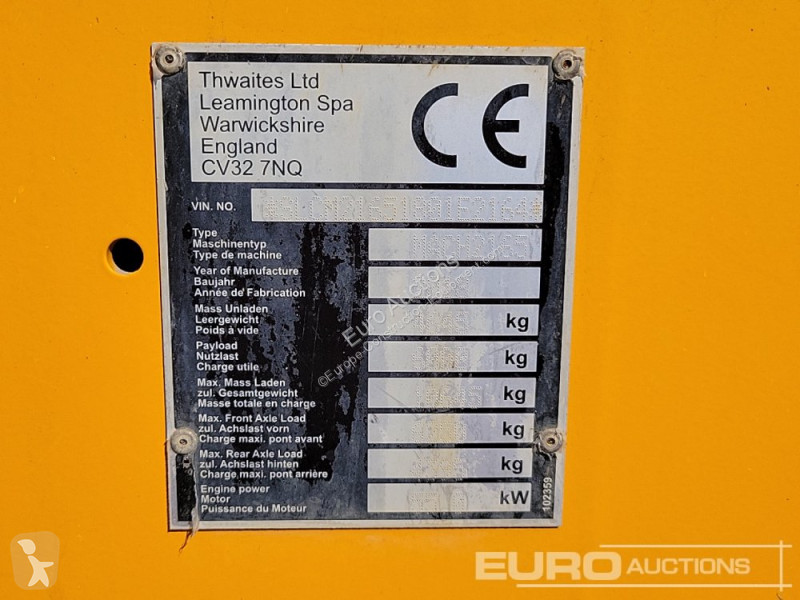 Thwaites Ltd
Leamington Spa
Warwickshire
England
CV32 7NQ
CE
VIN. NO.
Type
Maschinentyp
Type de machine
Year of Manufacture
Baujahr
Année de Fabrication
Mass Unladen
Leergewicht
Poids à vide
kg
Payload
Nutzlast
Charge utile
kg
Max. Mass Laden
zul. Gesamtgewicht
Masse totale en charge
kg
Max. Front Axle Load
zul. Achslast vorn
Charge maxi. pont avant
kg
Max. Rear Axle Load
zul. Achslast hinten
Charge maxi. pont arrière
kg
Engine power
Motor
Puissance du Moteur
kW
102359
Euro Auctions
EURO AUCTIONS